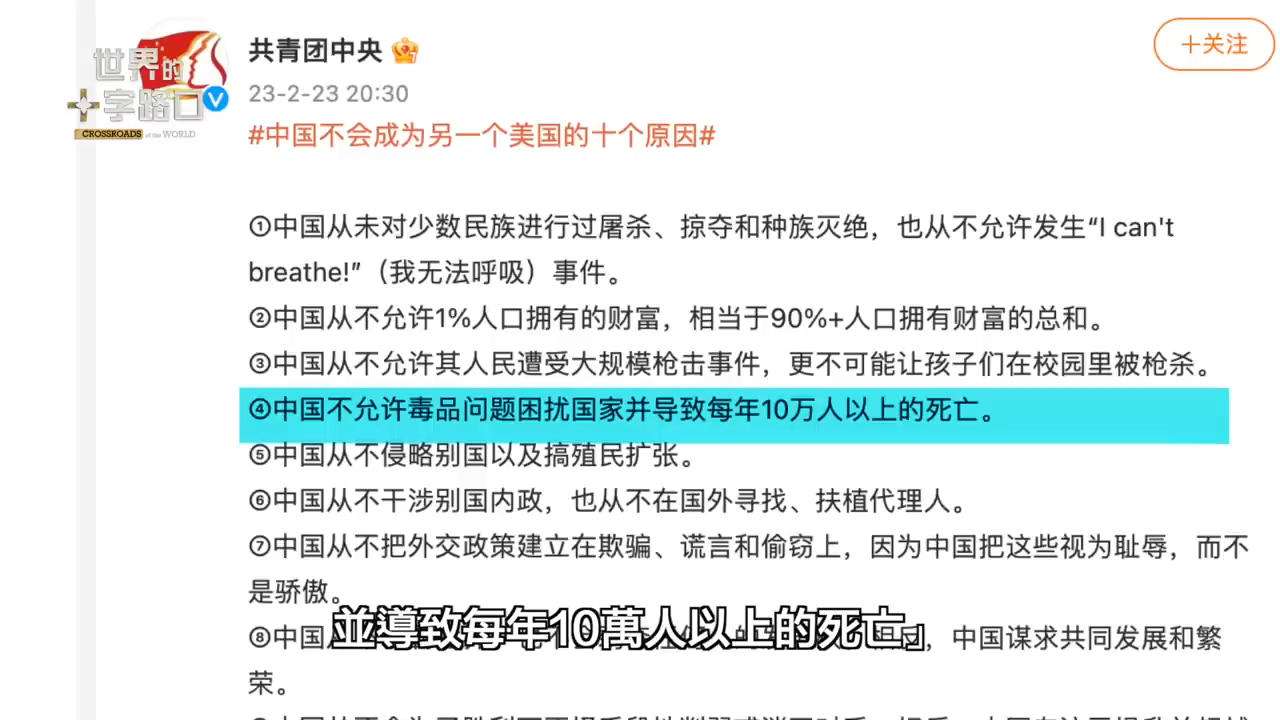 共青团中央
+关注
世界的
十字路口
CROSSROADS of the WORLD
23-2-23 20:30
#中国不会成为另一个美国的十个原因#
①中国从未对少数民族进行过屠杀、掠夺和种族灭绝，也从不允许发生“I can't
breathe!”（我无法呼吸）事件。
②中国从不允许1%人口拥有的财富，相当于90%+人口拥有财富的总和。
③中国从不允许其人民遭受大规模枪击事件，更不可能让孩子们在校园里被枪杀。
④中国不允许毒品问题困扰国家并导致每年10万人以上的死亡。
⑤中国从不侵略别国以及搞殖民扩张。
⑥中国从不干涉别国内政，也从不在国外寻找、扶植代理人。
⑦中国从不把外交政策建立在欺骗、谎言和偷窃上，因为中国把这些视为耻辱，而不
是骄傲。
並導致每年10萬人以上的死亡』
⑧中国，中国谋求共同发展和繁
荣。